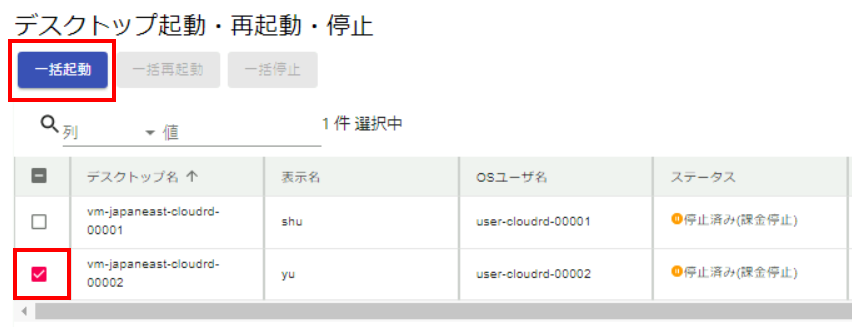 デスクトップ起動・再起動・停止
一括起動 一括再起動 一括停止
列 値 1 件 選択中
デスクトップ名 ↑ 表示名 OSユーザ名 ステータス
vm-japaneast-cloudrd-00001 shu user-cloudrd-00001 停止済み(課金停止)
vm-japaneast-cloudrd-00002 yu user-cloudrd-00002 停止済み(課金停止)